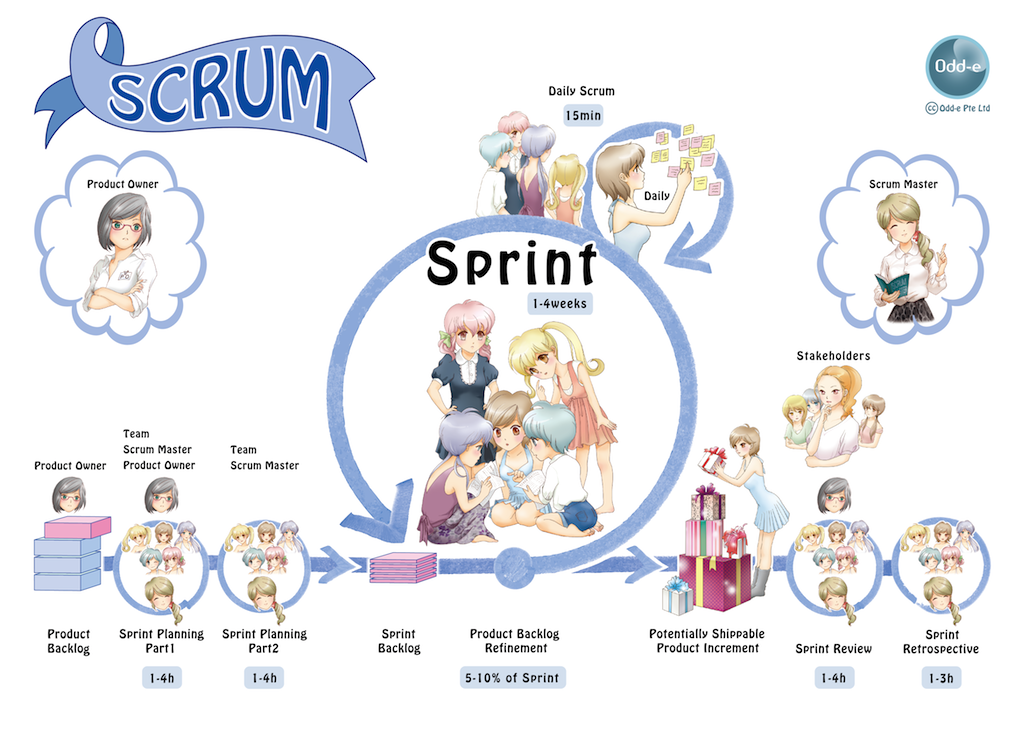 SCRUM
Odd-e
cc Odd-e Pte Ltd
Daily Scrum
15min
Daily
Product Owner
Scrum Master
Sprint
1-4weeks
Stakeholders
Product Owner
Team
Scrum Master
Product Owner
Team
Scrum Master
Product
Backlog
Sprint Planning
Part1
1-4h
Sprint Planning
Part2
1-4h
Sprint
Backlog
Product Backlog
Refinement
5-10% of Sprint
Potentially Shippable
Product Increment
Sprint Review
1-4h
Sprint
Retrospective
1-3h